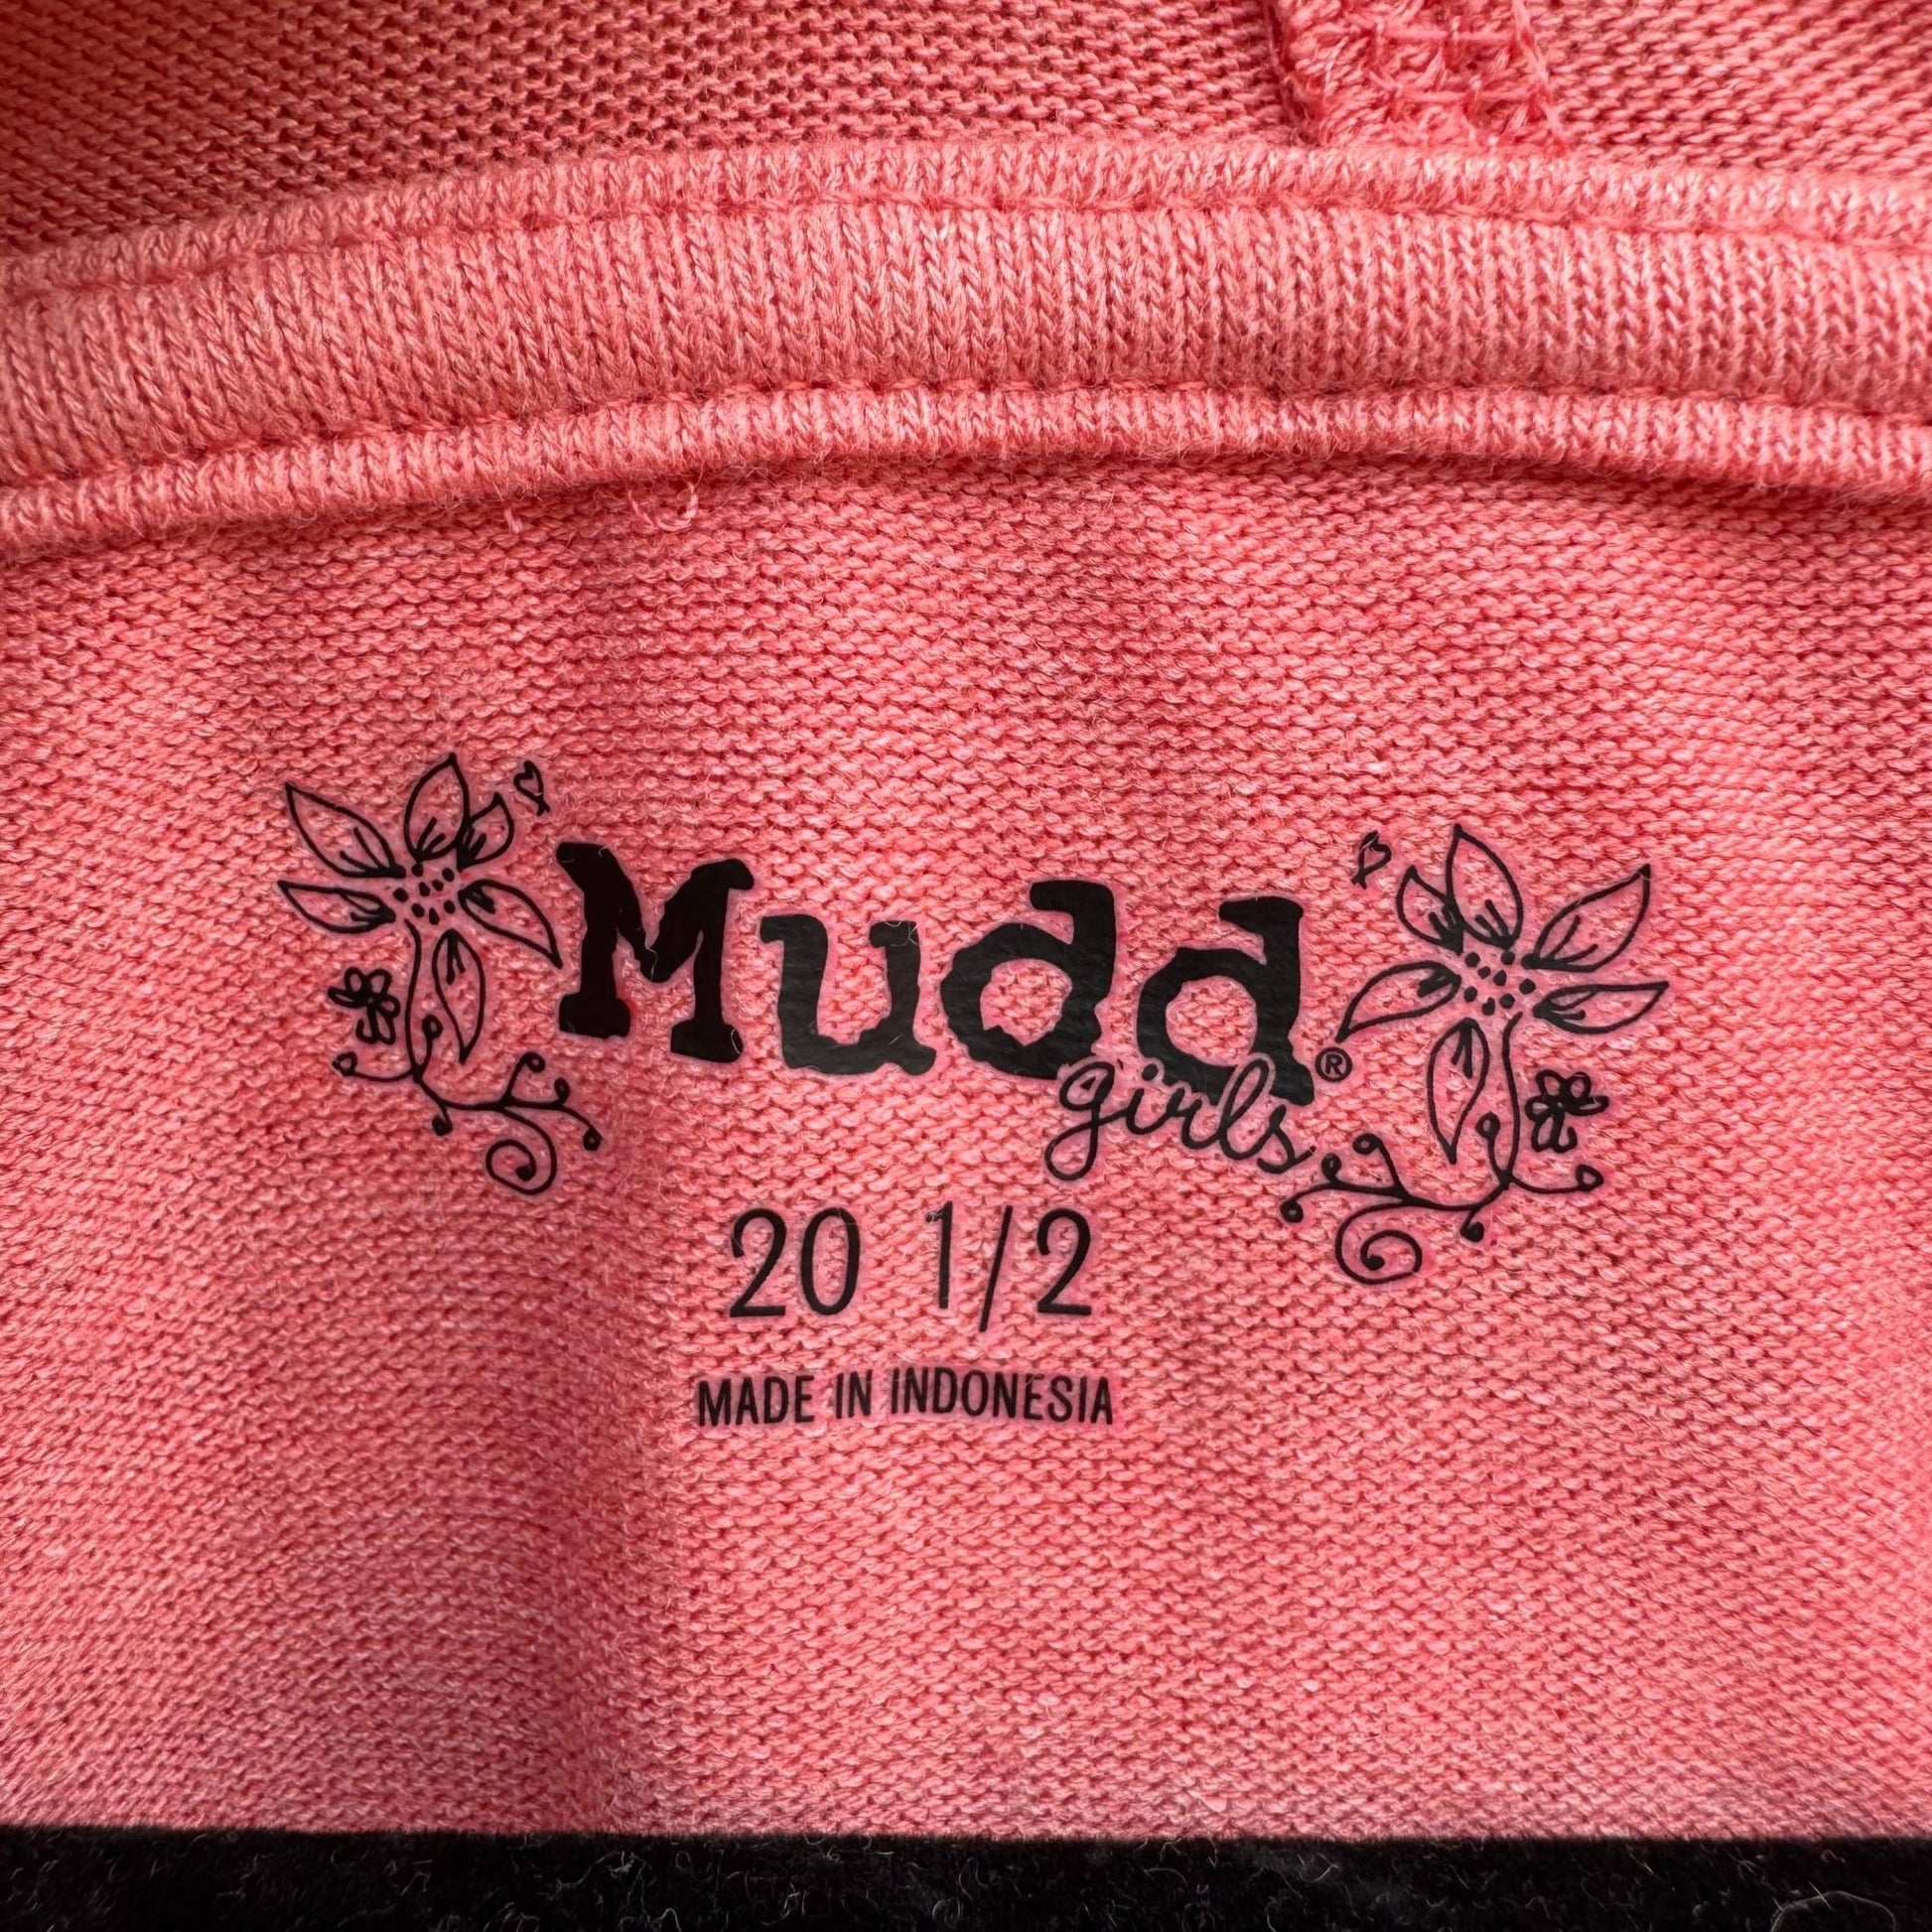 Mudd®
girls
20 1/2
MADE IN INDONESIA